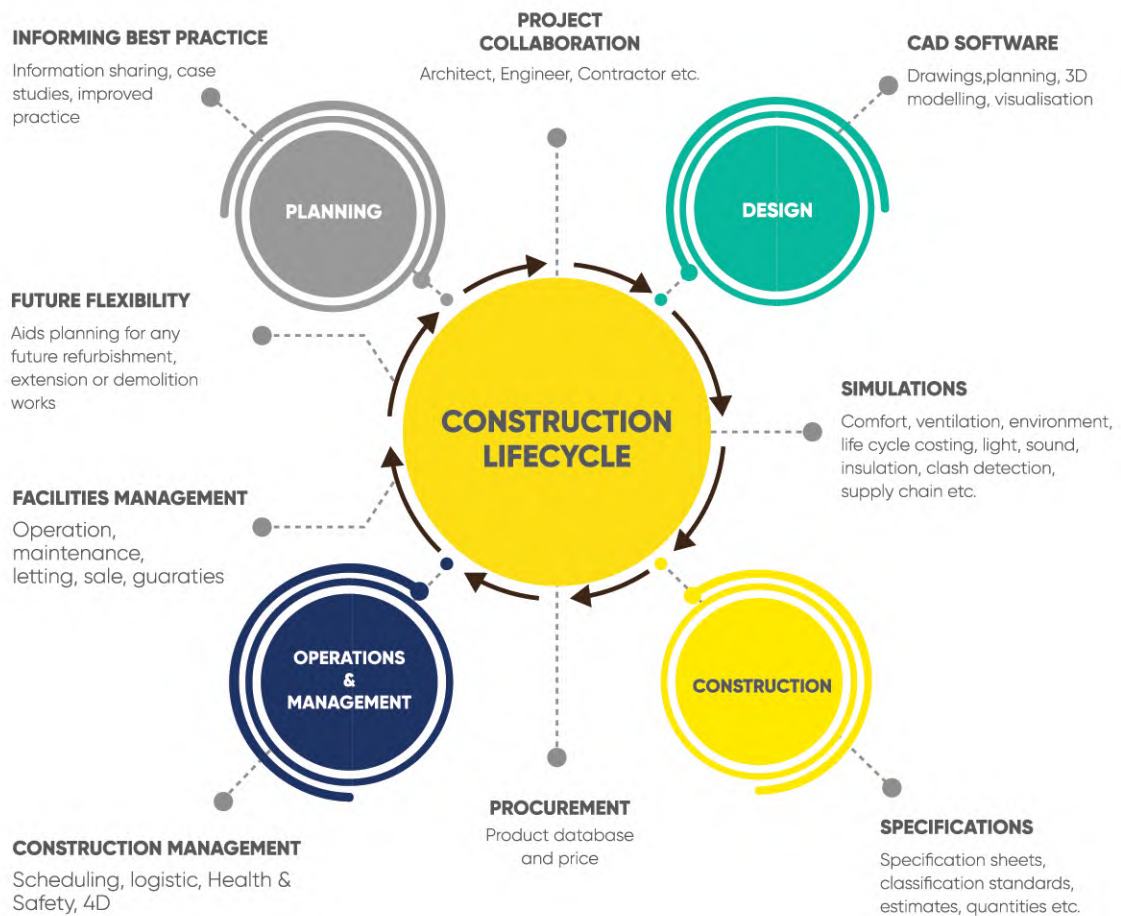 INFORMING BEST PRACTICE
Information sharing, case
studies, improved
practice
PROJECT
COLLABORATION
Architect, Engineer, Contractor etc.
CAD SOFTWARE
Drawings,planning, 3D
modelling, visualisation
PLANNING
DESIGN
FUTURE FLEXIBILITY
Aids planning for any
future refurbishment,
extension or demolition
works
CONSTRUCTION
LIFECYCLE
SIMULATIONS
Comfort, ventilation, environment,
life cycle costing, light, sound,
insulation, clash detection,
supply chain etc.
FACILITIES MANAGEMENT
Operation,
maintenance,
letting, sale, guaraties
OPERATIONS
&
MANAGEMENT
CONSTRUCTION
CONSTRUCTION MANAGEMENT
Scheduling, logistic, Health &
Safety, 4D
PROCUREMENT
Product database
and price
SPECIFICATIONS
Specification sheets,
classification standards,
estimates, quantities etc.